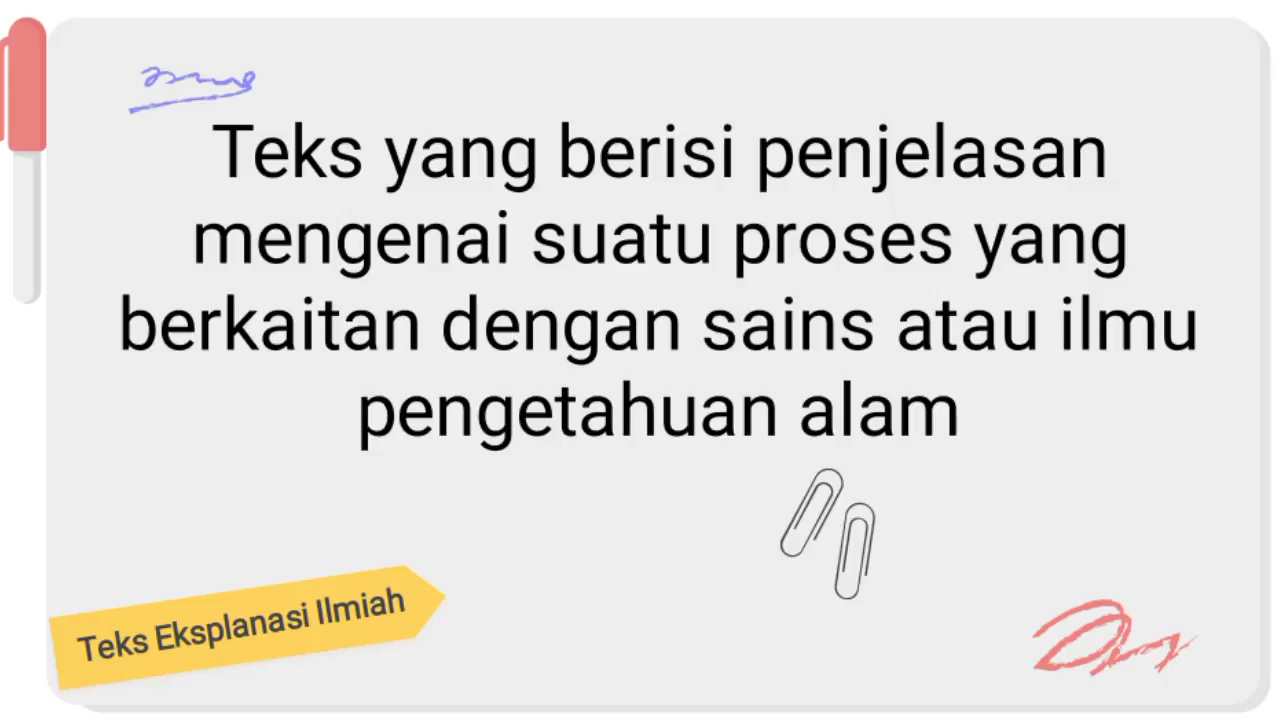 Teks yang berisi penjelasan
mengenai suatu proses yang
berkaitan dengan sains atau ilmu
pengetahuan alam
Teks Eksplanasi Ilmiah